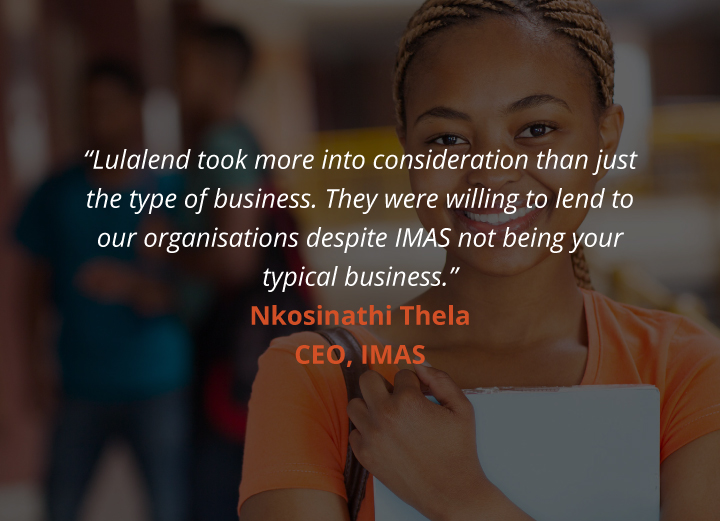 “Lulalend took more into consideration than just
the type of business. They were willing to lend to
our organisations despite IMAS not being your
typical business.”
Nkosinathi Thela
CEO, IMAS